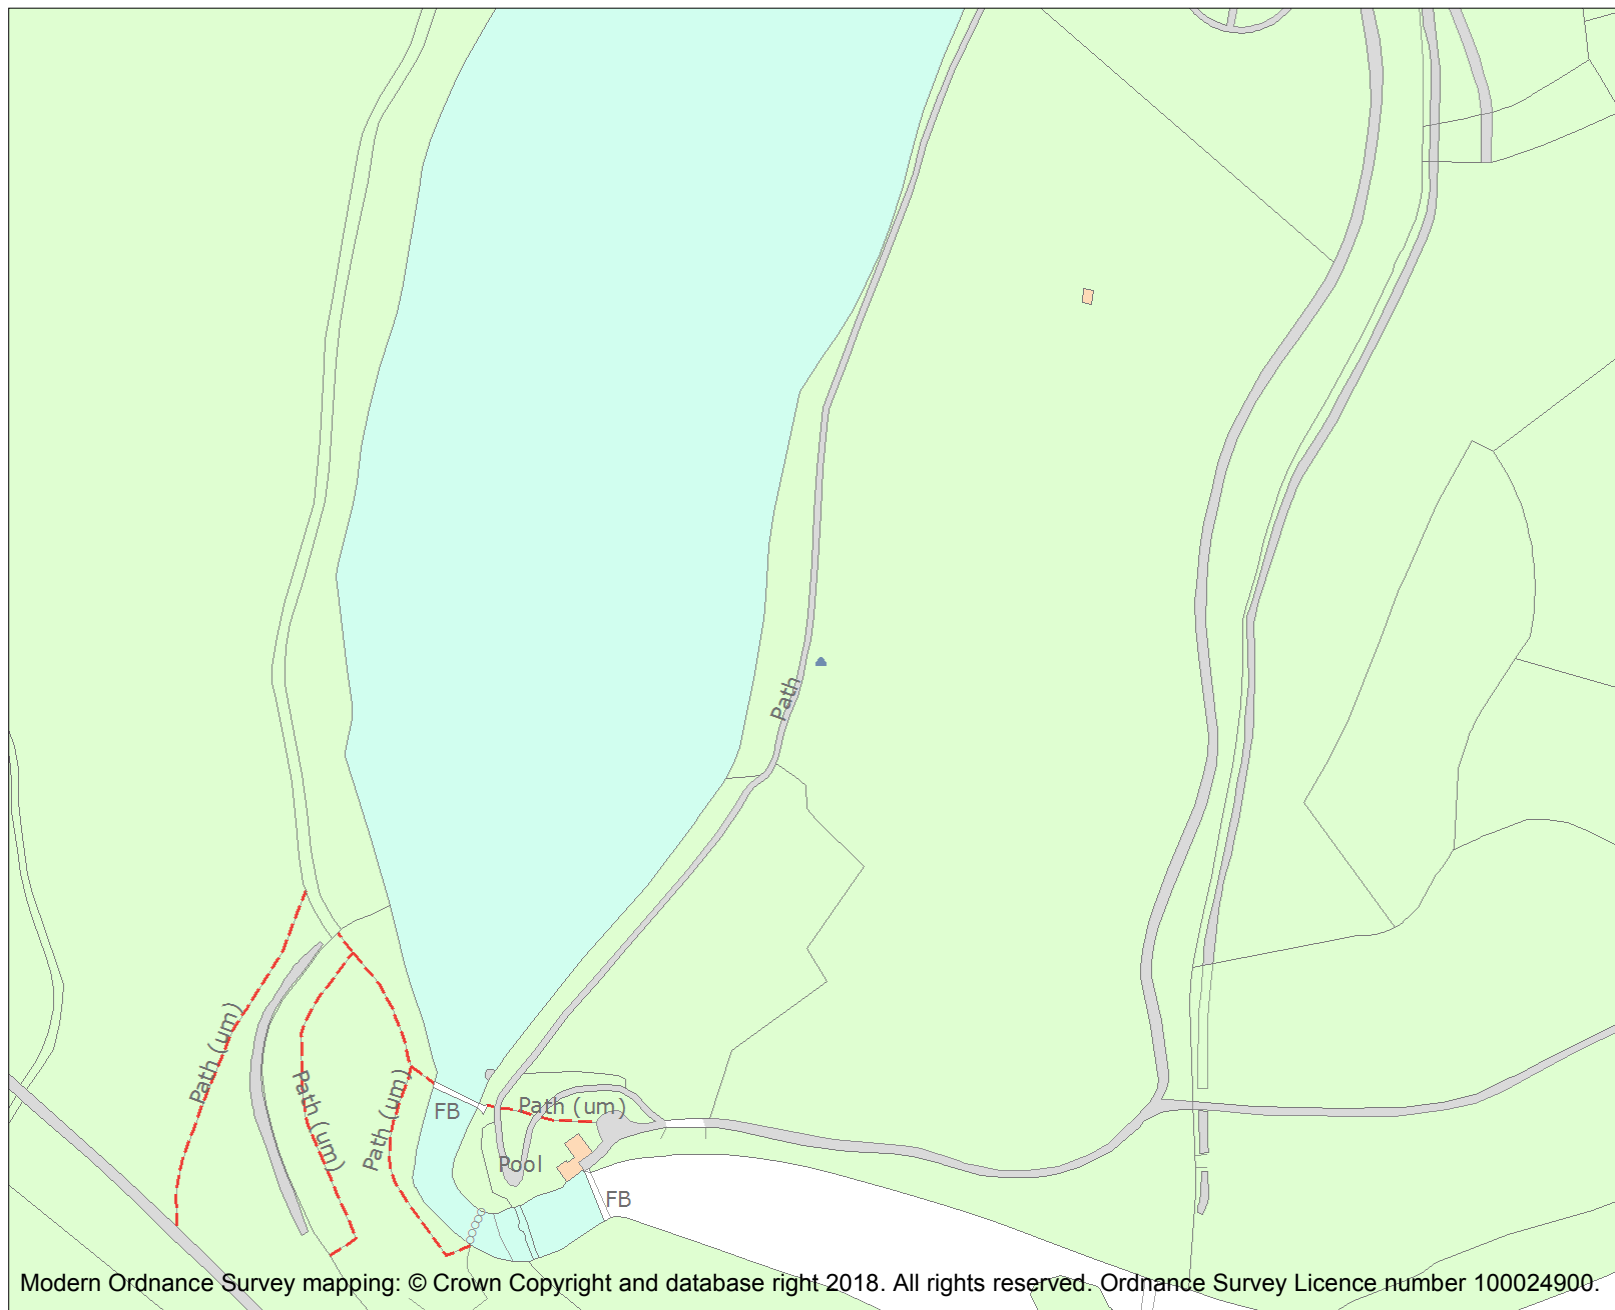 Path
Path (um)
Path (um)
Path (um)
FB
Path (um)
Pool
FB
Modern Ordnance Survey mapping: © Crown Copyright and database right 2018. All rights reserved. Ordnance Survey Licence number 100024900.